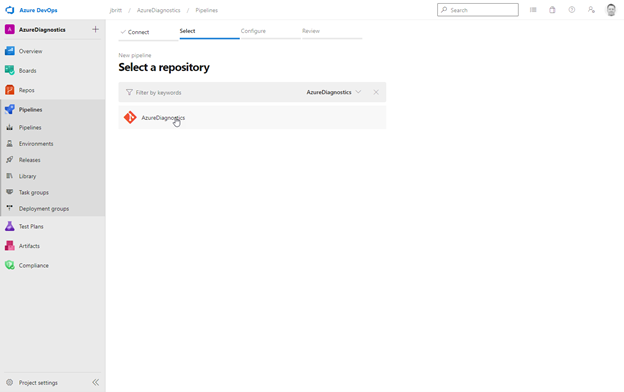 Azure DevOps
jbritt / AzureDiagnostics / Pipelines
Search
A AzureDiagnostics +
Overview
Boards
Repos
Pipelines
Pipelines
Environments
Releases
Library
Task groups
Deployment groups
Test Plans
Artifacts
Compliance
Project settings
Connect Select Configure Review
New pipeline
Select a repository
Filter by keywords AzureDiagnostics
AzureDiagnostics